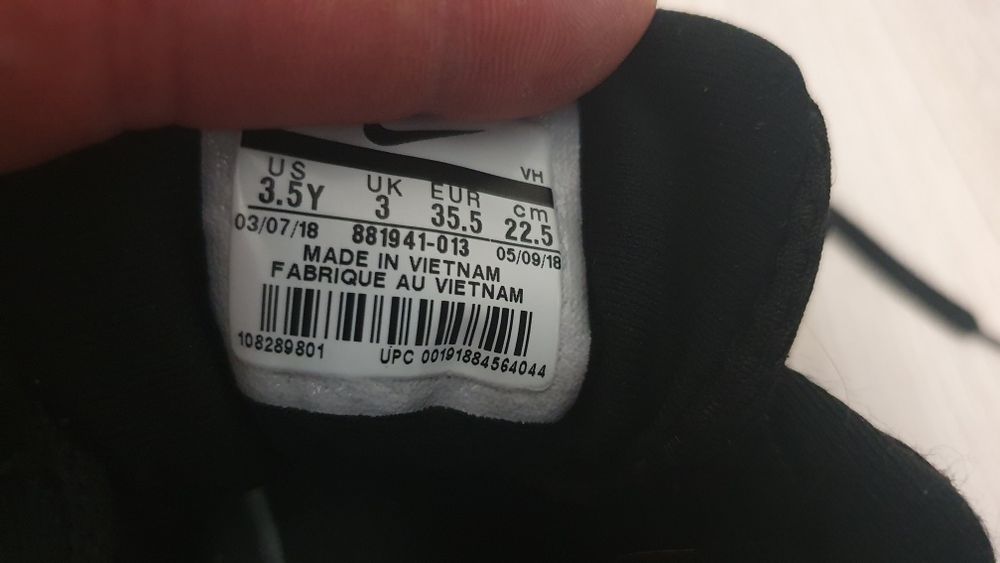 VH
US UK EUR cm
3.5Y 3 35.5 22.5
03/07/18 881941-013 05/09/18
MADE IN VIETNAM
FABRIQUE AU VIETNAM
108289801 UPC 00191884564044